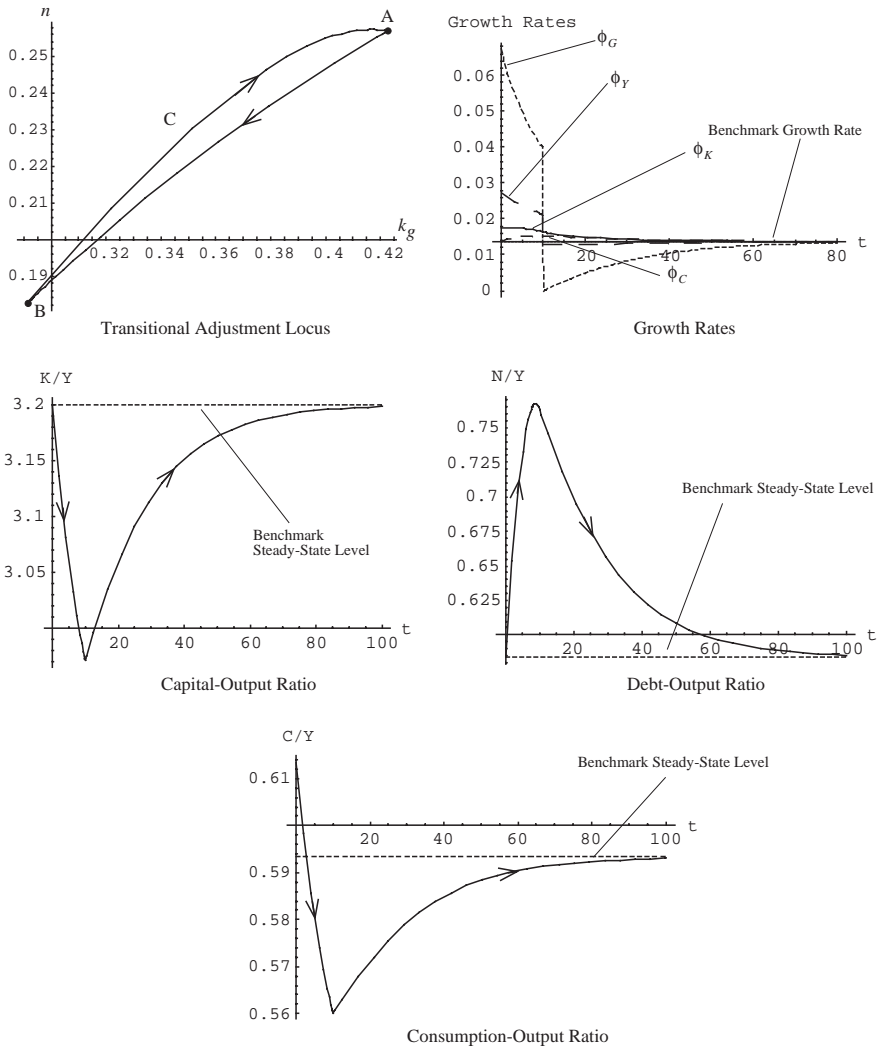 n
A
0.25
0.24
C
0.23
0.22
0.21
k_g
0.32 0.34 0.36 0.38 0.4 0.42
0.19
B
Transitional Adjustment Locus
Growth Rates
ϕ_G
0.06
ϕ_Y
0.05
Benchmark Growth Rate
0.04
ϕ_K
0.03
0.02
20 40 60 80 t
0.01
ϕ_C
0
Growth Rates
K/Y
3.2
3.15
3.1
Benchmark
Steady-State Level
3.05
20 40 60 80 100 t
Capital-Output Ratio
N/Y
0.75
0.725
0.7
Benchmark Steady-State Level
0.675
0.65
0.625
20 40 60 80 100 t
Debt-Output Ratio
C/Y
Benchmark Steady-State Level
0.61
20 40 60 80 100 t
0.59
0.58
0.57
0.56
Consumption-Output Ratio